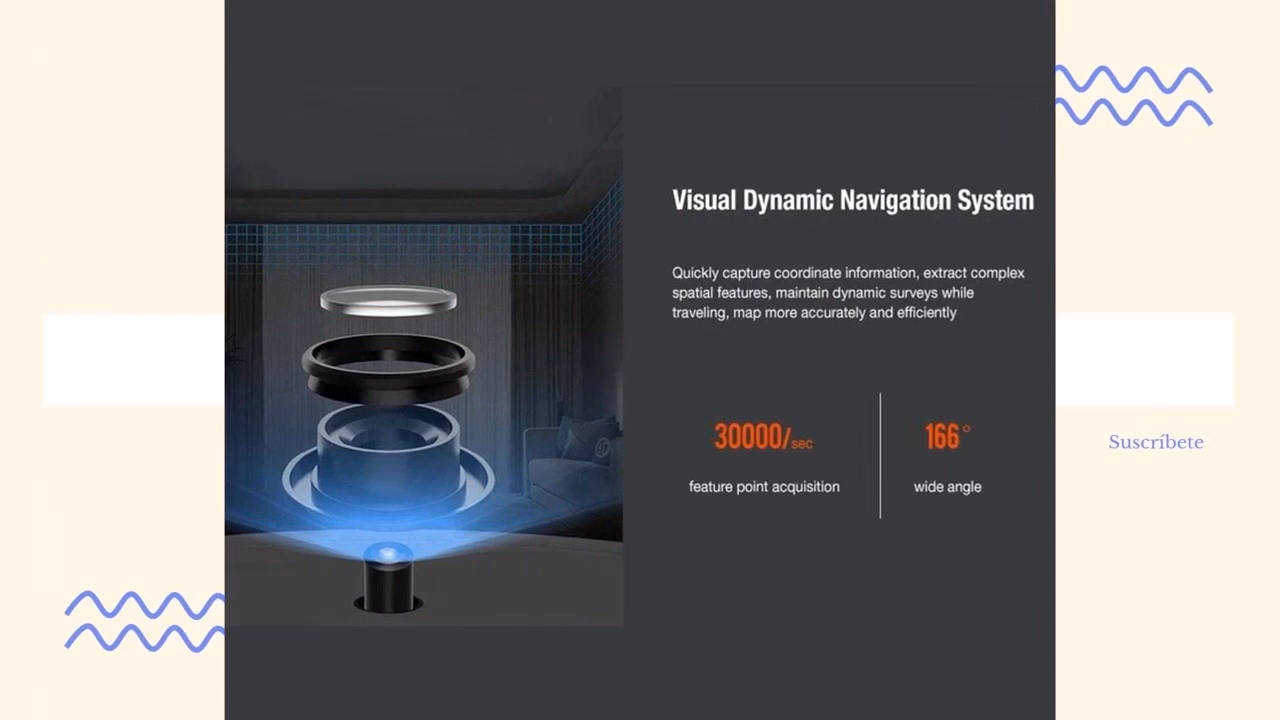 Visual Dynamic Navigation System
Quickly capture coordinate information, extract complex
spatial features, maintain dynamic surveys while
traveling, map more accurately and efficiently
30000/sec
166°
feature point acquisition
wide angle
Suscríbete